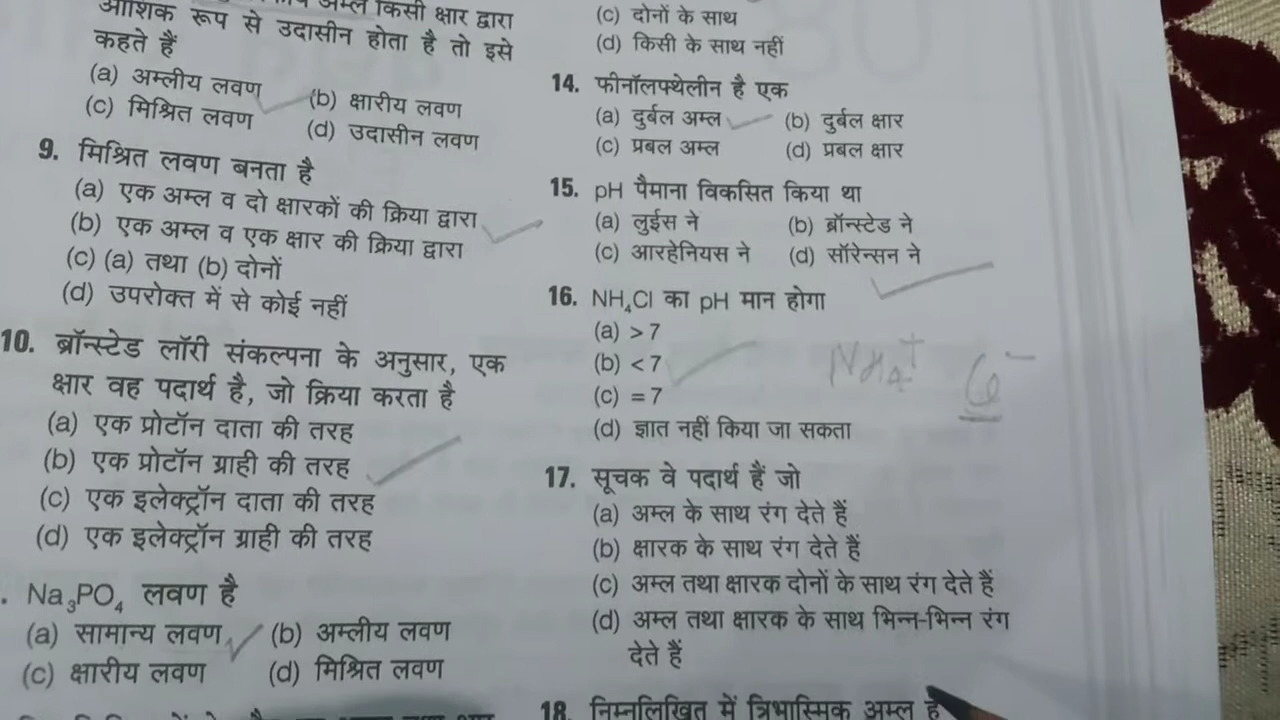 अम्ल किसी क्षार द्वारा
आंशिक रूप से उदासीन होता है तो इसे
कहते हैं
(a) अम्लीय लवण (b) क्षारीय लवण
(c) मिश्रित लवण (d) उदासीन लवण
9. मिश्रित लवण बनता है
(a) एक अम्ल व दो क्षारकों की क्रिया द्वारा
(b) एक अम्ल व एक क्षार की क्रिया द्वारा
(c) (a) तथा (b) दोनों
(d) उपरोक्त में से कोई नहीं
10. ब्रॉन्स्टेड लॉरी संकल्पना के अनुसार, एक
क्षार वह पदार्थ है, जो क्रिया करता है
(a) एक प्रोटॉन दाता की तरह
(b) एक प्रोटॉन ग्राही की तरह
(c) एक इलेक्ट्रॉन दाता की तरह
(d) एक इलेक्ट्रॉन ग्राही की तरह
. Na₃PO₄ लवण है
(a) सामान्य लवण (b) अम्लीय लवण
(c) क्षारीय लवण (d) मिश्रित लवण
(c) दोनों के साथ
(d) किसी के साथ नहीं
14. फीनॉलफ्थेलीन है एक
(a) दुर्बल अम्ल (b) दुर्बल क्षार
(c) प्रबल अम्ल (d) प्रबल क्षार
15. pH पैमाना विकसित किया था
(a) लुईस ने (b) ब्रॉन्स्टेड ने
(c) आरहेनियस ने (d) सॉरेन्सन ने
16. NH₄Cl का pH मान होगा
(a) > 7
(b) < 7
(c) = 7
(d) ज्ञात नहीं किया जा सकता
NH₄⁺
17. सूचक वे पदार्थ हैं जो
(a) अम्ल के साथ रंग देते हैं
(b) क्षारक के साथ रंग देते हैं
(c) अम्ल तथा क्षारक दोनों के साथ रंग देते हैं
(d) अम्ल तथा क्षारक के साथ भिन्न-भिन्न रंग
देते हैं
18. निम्नलिखित में त्रिभास्मिक अम्ल है